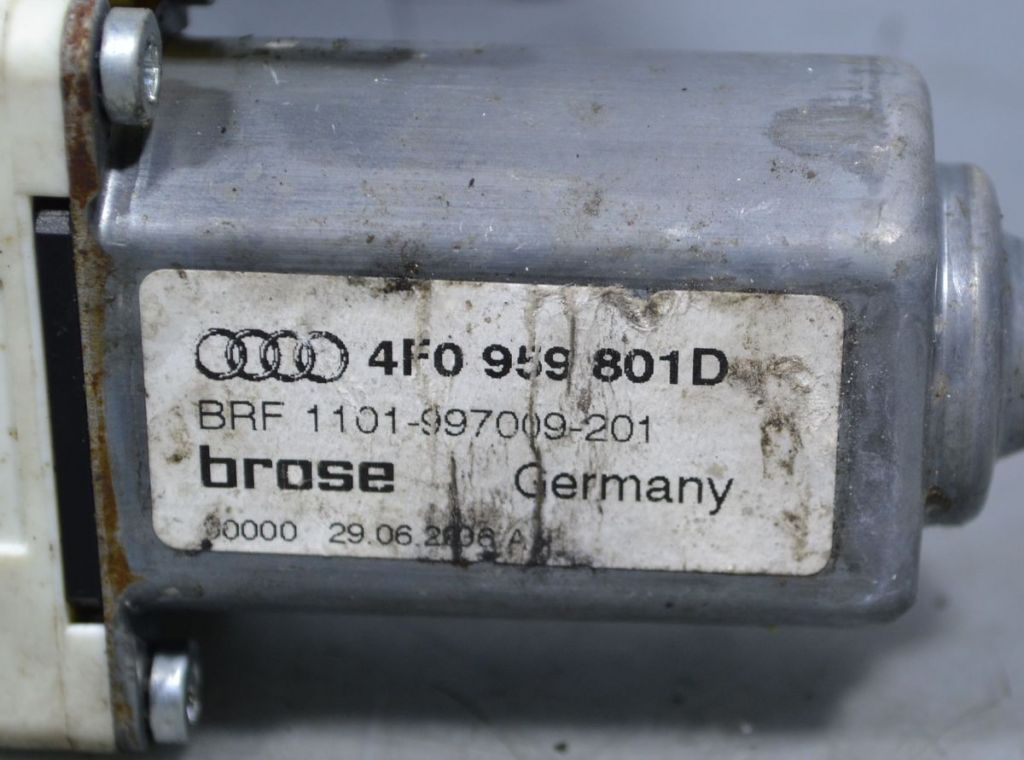 4F0 959 801D
BRF 1101-997009-201
brose Germany
00000 29.06.2006